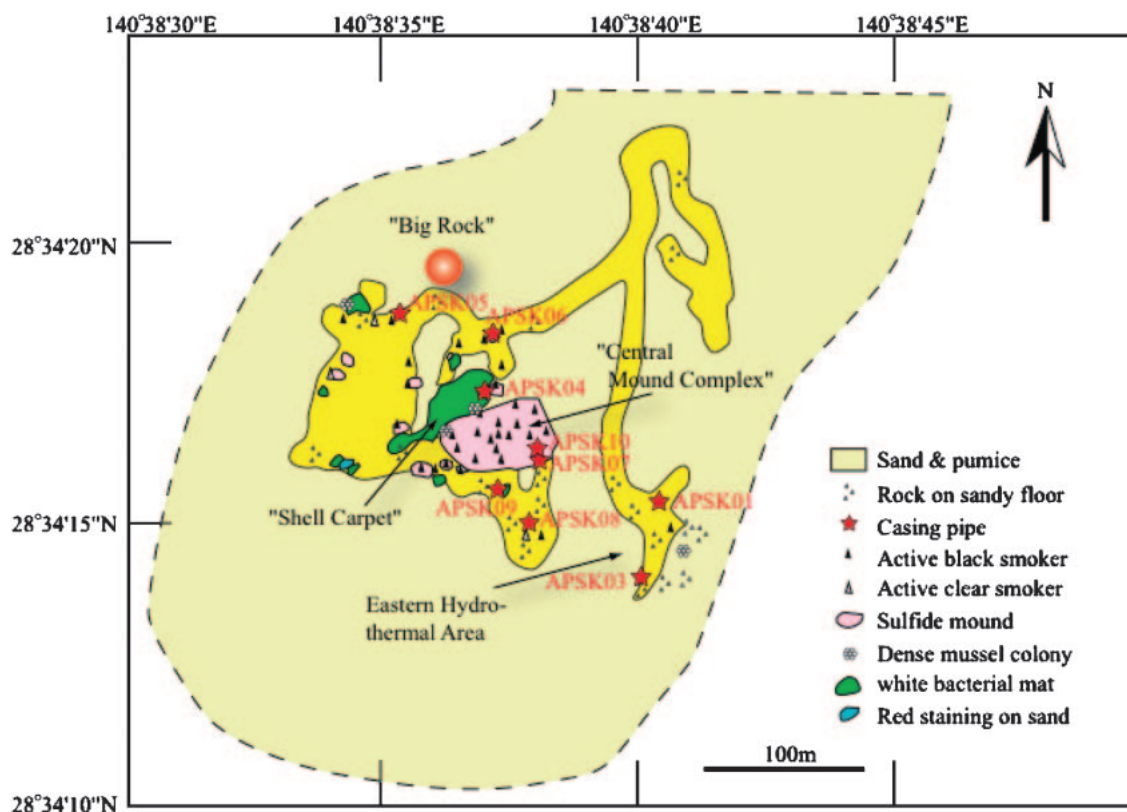 140°38'30"E 140°38'35"E 140°38'40"E 140°38'45"E
N
"Big Rock"
28°34'20"N
APSK05
APSK06
"Central
Mound Complex"
APSK04
APSK10
APSK07
"Shell Carpet"
APSK09
APSK08
APSK01
28°34'15"N
APSK03
Eastern Hydro-
thermal Area
Sand & pumice
Rock on sandy floor
Casing pipe
Active black smoker
Active clear smoker
Sulfide mound
Dense mussel colony
white bacterial mat
Red staining on sand
100m
28°34'10"N